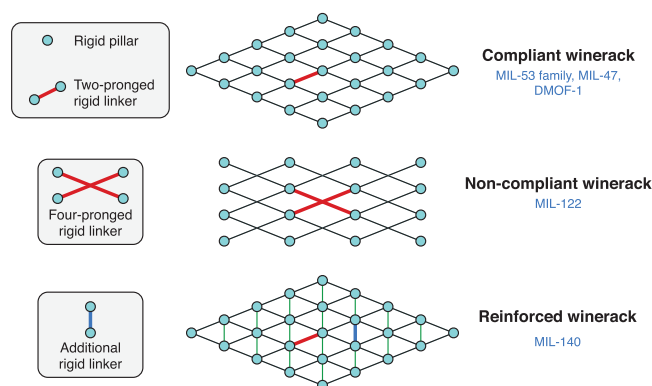 Rigid pillar
Two-pronged
rigid linker
Compliant winerack
MIL-53 family, MIL-47,
DMOF-1
Four-pronged
rigid linker
Non-compliant winerack
MIL-122
Additional
rigid linker
Reinforced winerack
MIL-140